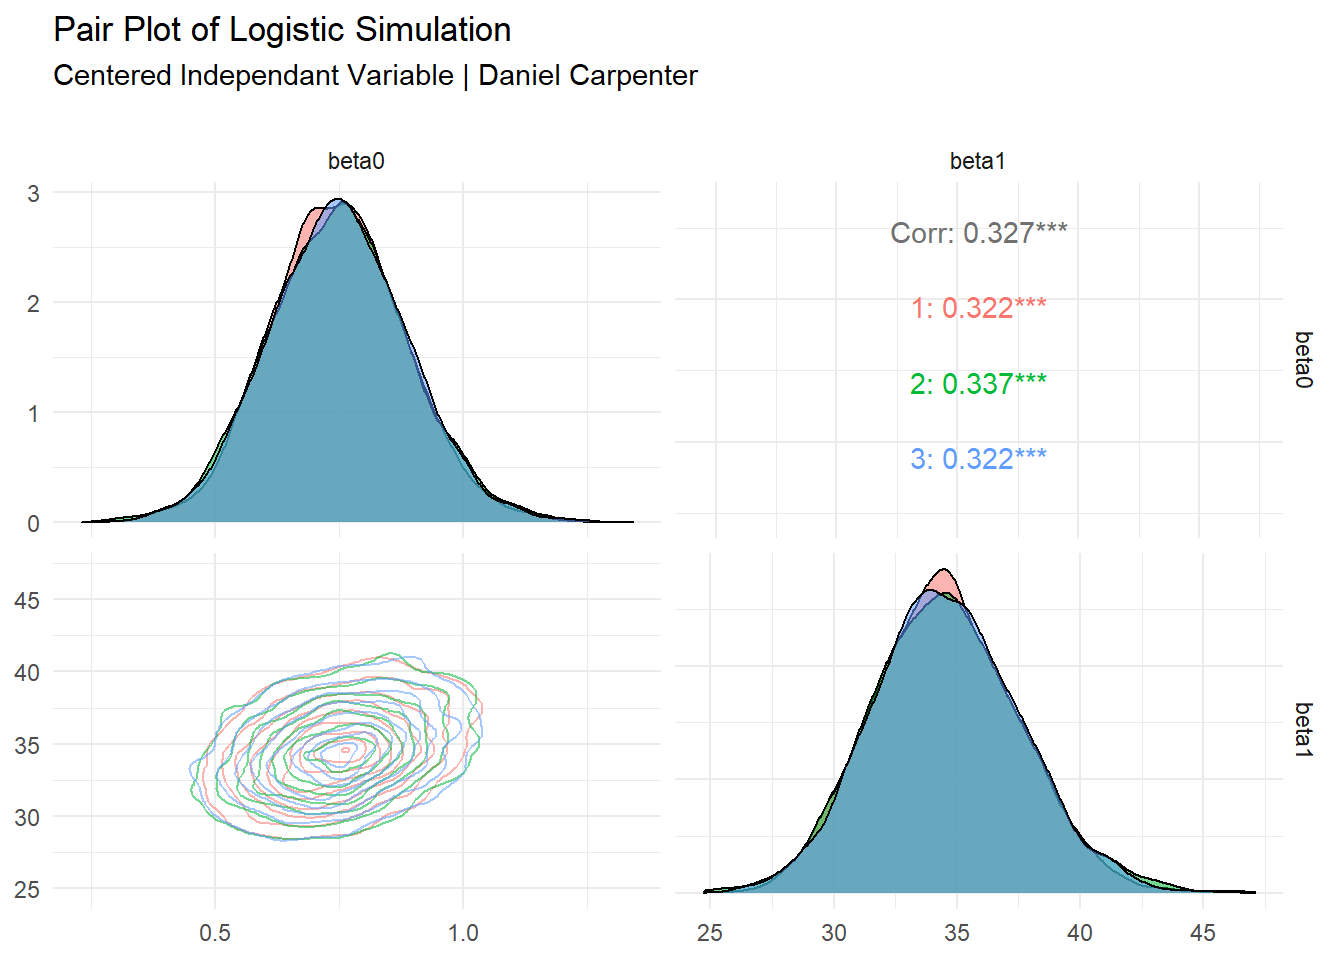 Pair Plot of Logistic Simulation
Centered Independant Variable | Daniel Carpenter
beta0
beta1
3
2
1
0
Corr: 0.327***
1: 0.322***
2: 0.337***
3: 0.322***
beta0
45
40
35
30
25
beta1
0.5
1.0
25
30
35
40
45